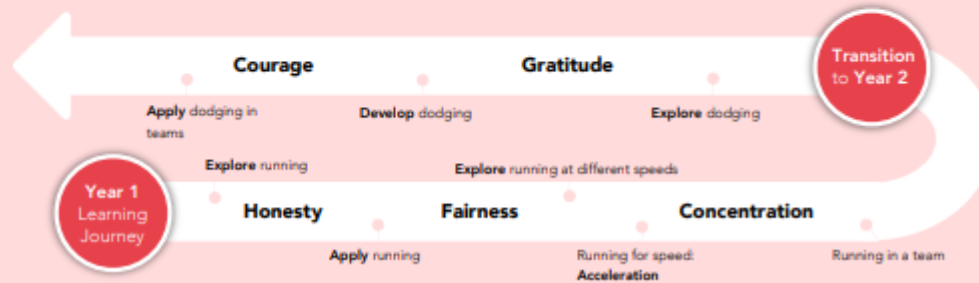 Courage
Gratitude
Transition
to Year 2
Apply dodging in
teams
Develop dodging
Explore dodging
Explore running
Explore running at different speeds
Year 1
Learning
Journey
Honesty
Fairness
Concentration
Apply running
Running for speed:
Acceleration
Running in a team